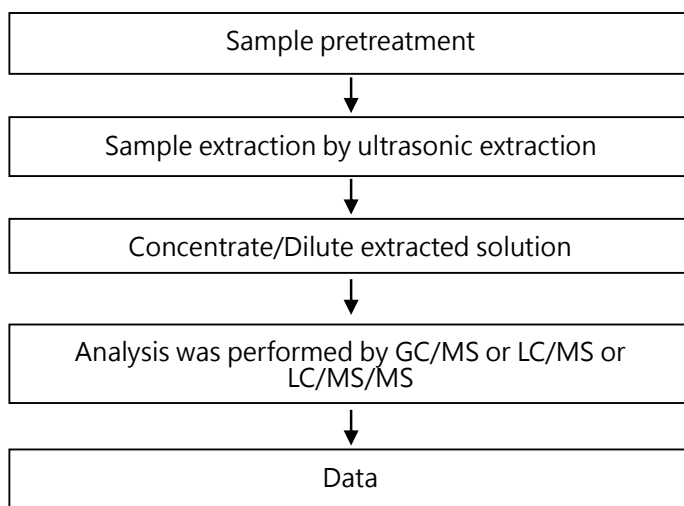 Sample pretreatment
Sample extraction by ultrasonic extraction
Concentrate/Dilute extracted solution
Analysis was performed by GC/MS or LC/MS or
LC/MS/MS
Data